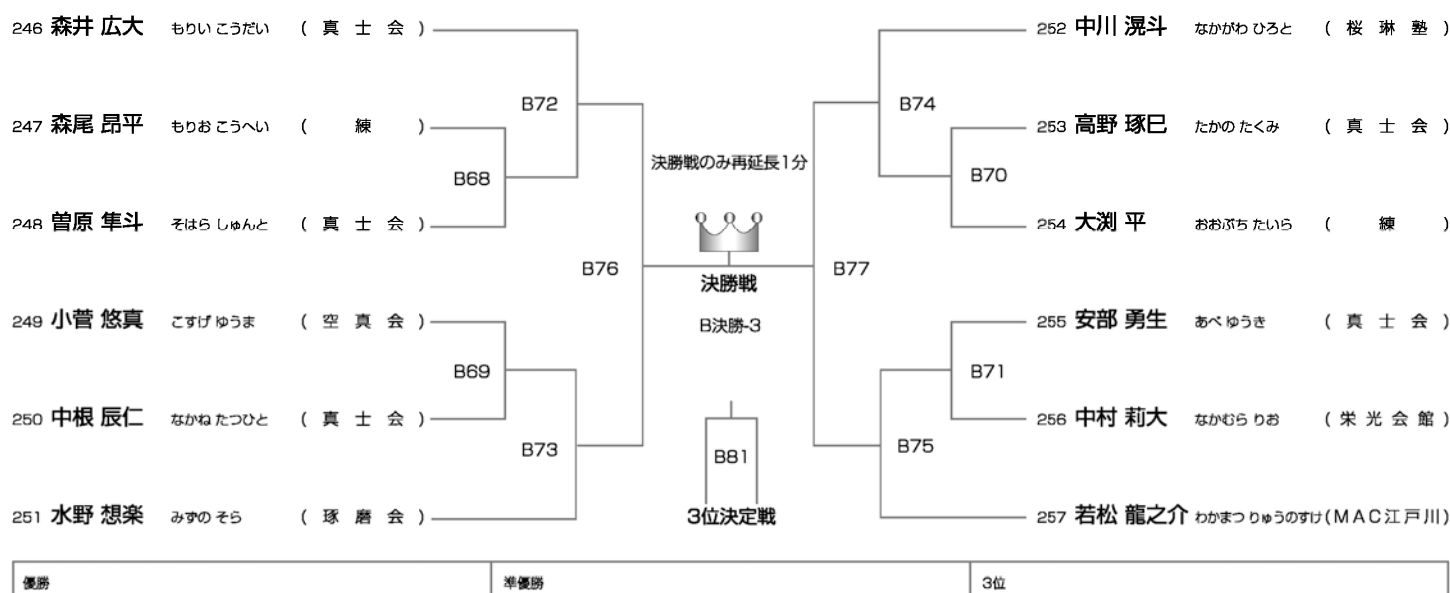 246 森井 広大 もりい こうだい ( 真 士 会 )
247 森尾 昂平 もりお こうへい ( 練 )
248 曽原 隼斗 そはら しゅんと ( 真 士 会 )
249 小菅 悠真 こすげ ゆうま ( 空 真 会 )
250 中根 辰仁 なかね たつひと ( 真 士 会 )
251 水野 想楽 みずの そら ( 琢 磨 会 )
B72
B68
B76
B69
B73
決勝戦のみ再延長1分
決勝戦
B決勝-3
B81
3位決定戦
B74
B70
B77
B71
B75
252 中川 滉斗 なかがわ ひろと ( 桜 琳 塾 )
253 高野 琢巳 たかの たくみ ( 真 士 会 )
254 大渕 平 おおぶち たいら ( 練 )
255 安部 勇生 あべ ゆうき ( 真 士 会 )
256 中村 莉大 なかむら りお ( 栄 光 会 館 )
257 若松 龍之介 わかまつ りゅうのすけ (MAC江戸川)
優勝
準優勝
3位